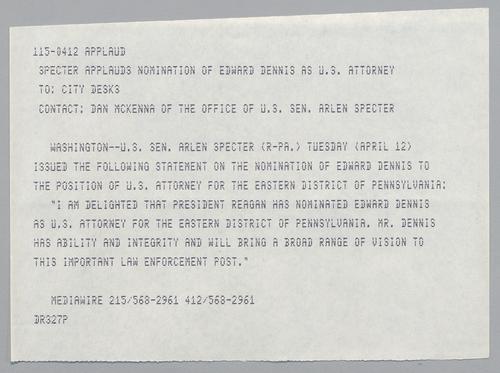 115-0412 APPLAUD
SPECTER APPLAUDS NOMINATION OF EDWARD DENNIS AS U.S. ATTORNEY
TO: CITY DESKS
CONTACT: DAN MCKENNA OF THE OFFICE OF U.S. SEN. ARLEN SPECTER
WASHINGTON--U.S. SEN. ARLEN SPECTER (R-PA.) TUESDAY (APRIL 12)
ISSUED THE FOLLOWING STATEMENT ON THE NOMINATION OF EDWARD DENNIS TO
THE POSITION OF U.S. ATTORNEY FOR THE EASTERN DISTRICT OF PENNSYLVANIA:
"I AM DELIGHTED THAT PRESIDENT REAGAN HAS NOMINATED EDWARD DENNIS
AS U.S. ATTORNEY FOR THE EASTERN DISTRICT OF PENNSYLVANIA. MR. DENNIS
HAS ABILITY AND INTEGRITY AND WILL BRING A BROAD RANGE OF VISION TO
THIS IMPORTANT LAW ENFORCEMENT POST."
MEDIAWIRE 215/568-2961 412/568-2961
DR327P